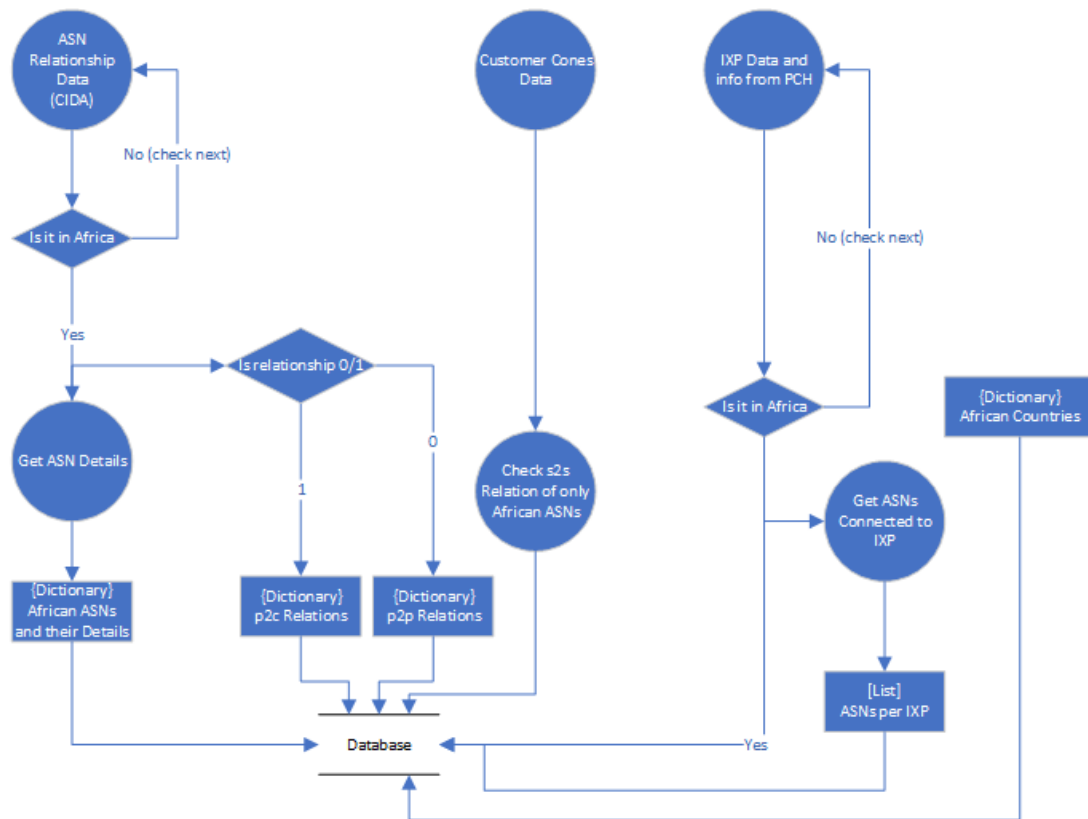 ASN
Relationship
Data
(CIDA)
Customer Cones
Data
IXP Data and
info from PCH
No (check next)
Is it in Africa
No (check next)
Yes
Is relationship 0/1
Is it in Africa
{Dictionary}
African Countries
0
Get ASN Details
1
Check s2s
Relation of only
African ASNs
Get ASNs
Connected to
IXP
{Dictionary}
African ASNs
and their Details
{Dictionary}
p2c Relations
{Dictionary}
p2p Relations
[List]
ASNs per IXP
Database
Yes